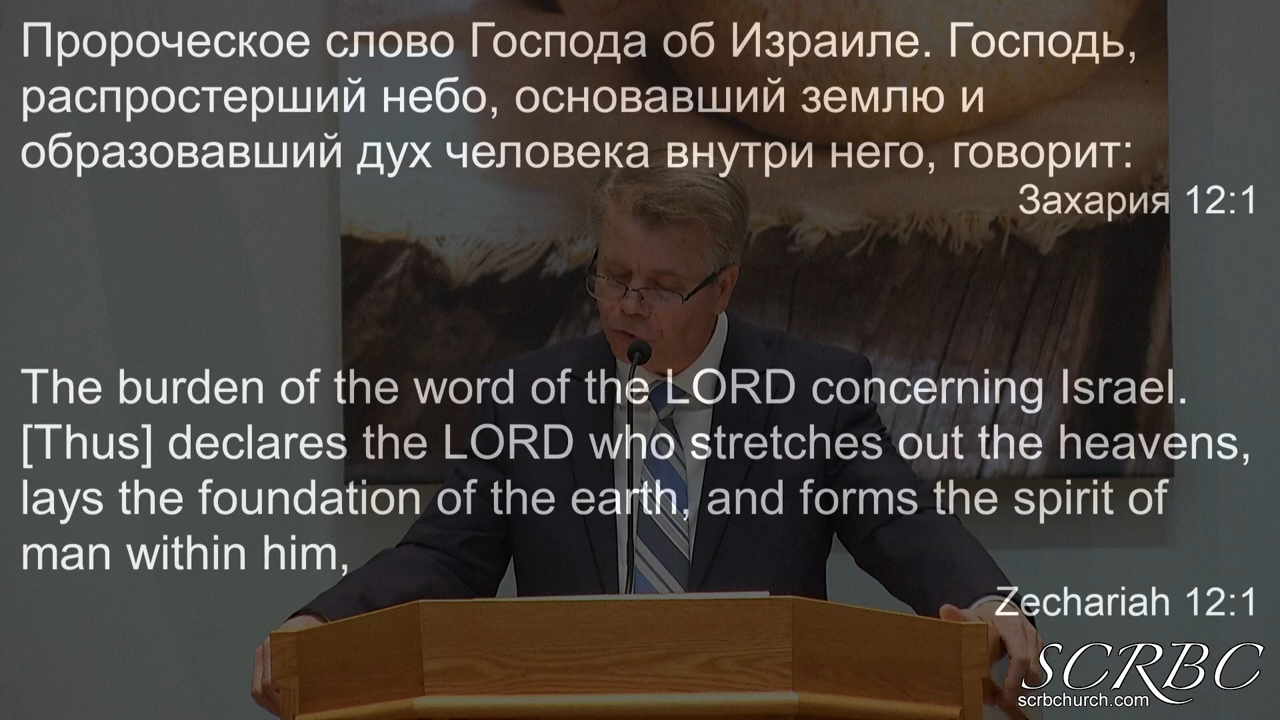 Пророческое слово Господа об Израиле. Господь,
распростерший небо, основавший землю и
образовавший дух человека внутри него, говорит:
Захария 12:1
The burden of the word of the LORD concerning Israel.
[Thus] declares the LORD who stretches out the heavens,
lays the foundation of the earth, and forms the spirit of
man within him,
Zechariah 12:1
SCRBC
scrbchurch.com